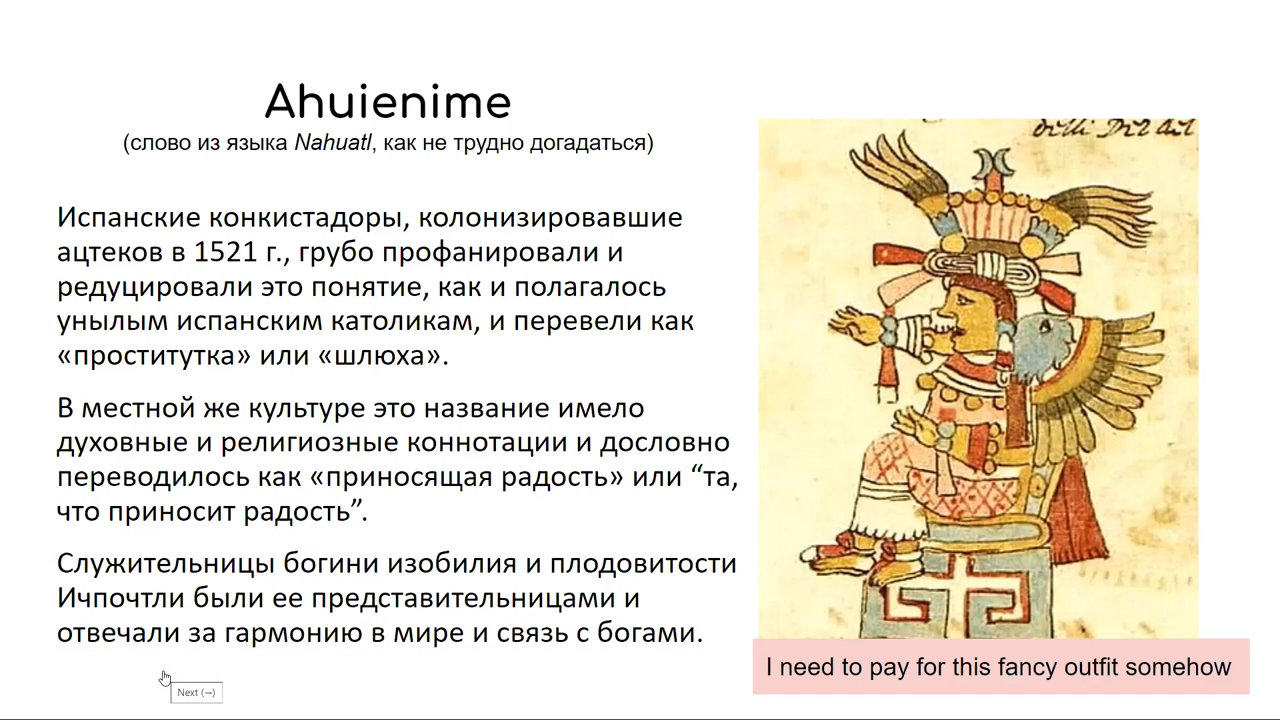 Ahuienime
(слово из языка Nahuatl, как не трудно догадаться)
Испанские конкистадоры, колонизировавшие
ацтеков в 1521 г., грубо профанировали и
редуцировали это понятие, как и полагалось
унылым испанским католикам, и перевели как
«проститутка» или «шлюха».
В местной же культуре это название имело
духовные и религиозные коннотации и дословно
переводилось как «приносящая радость» или “та,
что приносит радость”.
Служительницы богини изобилия и плодовитости
Ичпочтли были ее представительницами и
отвечали за гармонию в мире и связь с богами.
I need to pay for this fancy outfit somehow
Next (→)